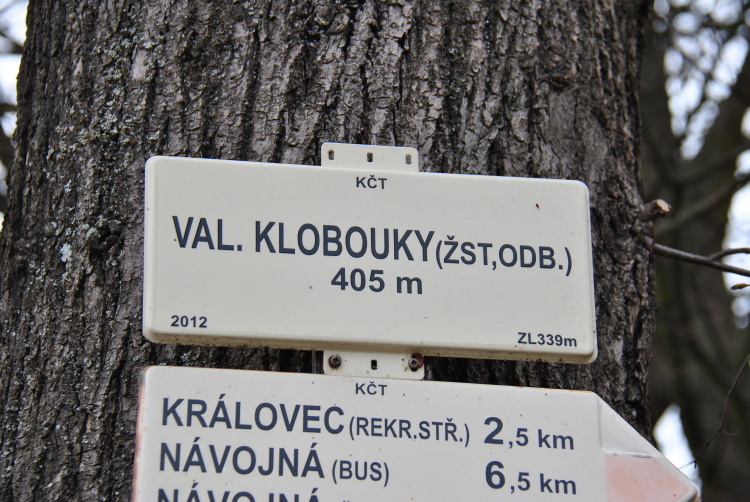 KČT
VAL. KLOBOUKY(ŽST,ODB.)
405 m
2012 ZL339m
KČT
KRÁLOVEC (REKR.STŘ.) 2,5 km
NÁVOJNÁ (BUS) 6,5 km
NÁVOJNÁ